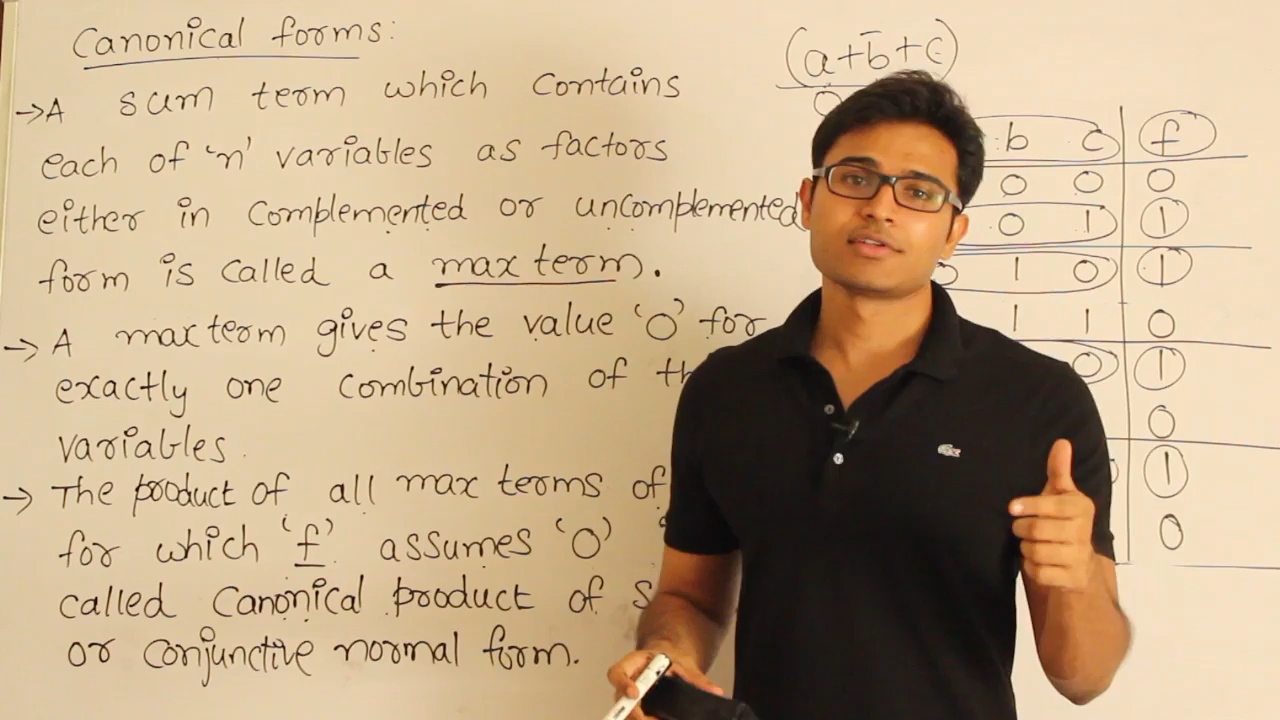 Canonical forms:
→ A sum term which contains
each of 'n' variables as factors
either in complemented or uncomplemented
form is called a max term.
→ A max term gives the value '0' for
exactly one combination of
variables.
→ The product of all max terms of
for which 'f' assumes '0'
called canonical product of
or conjunctive normal form.
(a+b̅+c)
0
b c f
0 0 0
0 1 1
0 1 0 1
1 1 0
0 1
0
1
0